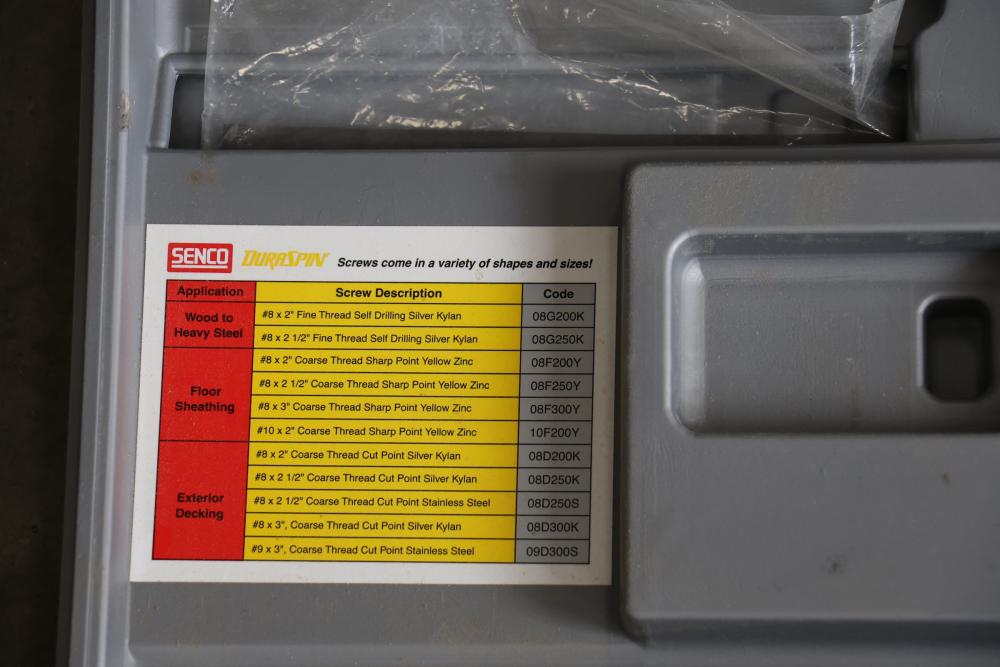 SENCO DURASPIN Screws come in a variety of shapes and sizes!
Application Screw Description Code
Wood to
Heavy Steel
#8 x 2" Fine Thread Self Drilling Silver Kylan 08G200K
#8 x 2 1/2" Fine Thread Self Drilling Silver Kylan 08G250K
Floor
Sheathing
#8 x 2" Coarse Thread Sharp Point Yellow Zinc 08F200Y
#8 x 2 1/2" Coarse Thread Sharp Point Yellow Zinc 08F250Y
#8 x 3" Coarse Thread Sharp Point Yellow Zinc 08F300Y
#10 x 2" Coarse Thread Sharp Point Yellow Zinc 10F200Y
Exterior
Decking
#8 x 2" Coarse Thread Cut Point Silver Kylan 08D200K
#8 x 2 1/2" Coarse Thread Cut Point Silver Kylan 08D250K
#8 x 2 1/2" Coarse Thread Cut Point Stainless Steel 08D250S
#8 x 3", Coarse Thread Cut Point Silver Kylan 08D300K
#9 x 3", Coarse Thread Cut Point Stainless Steel 09D300S